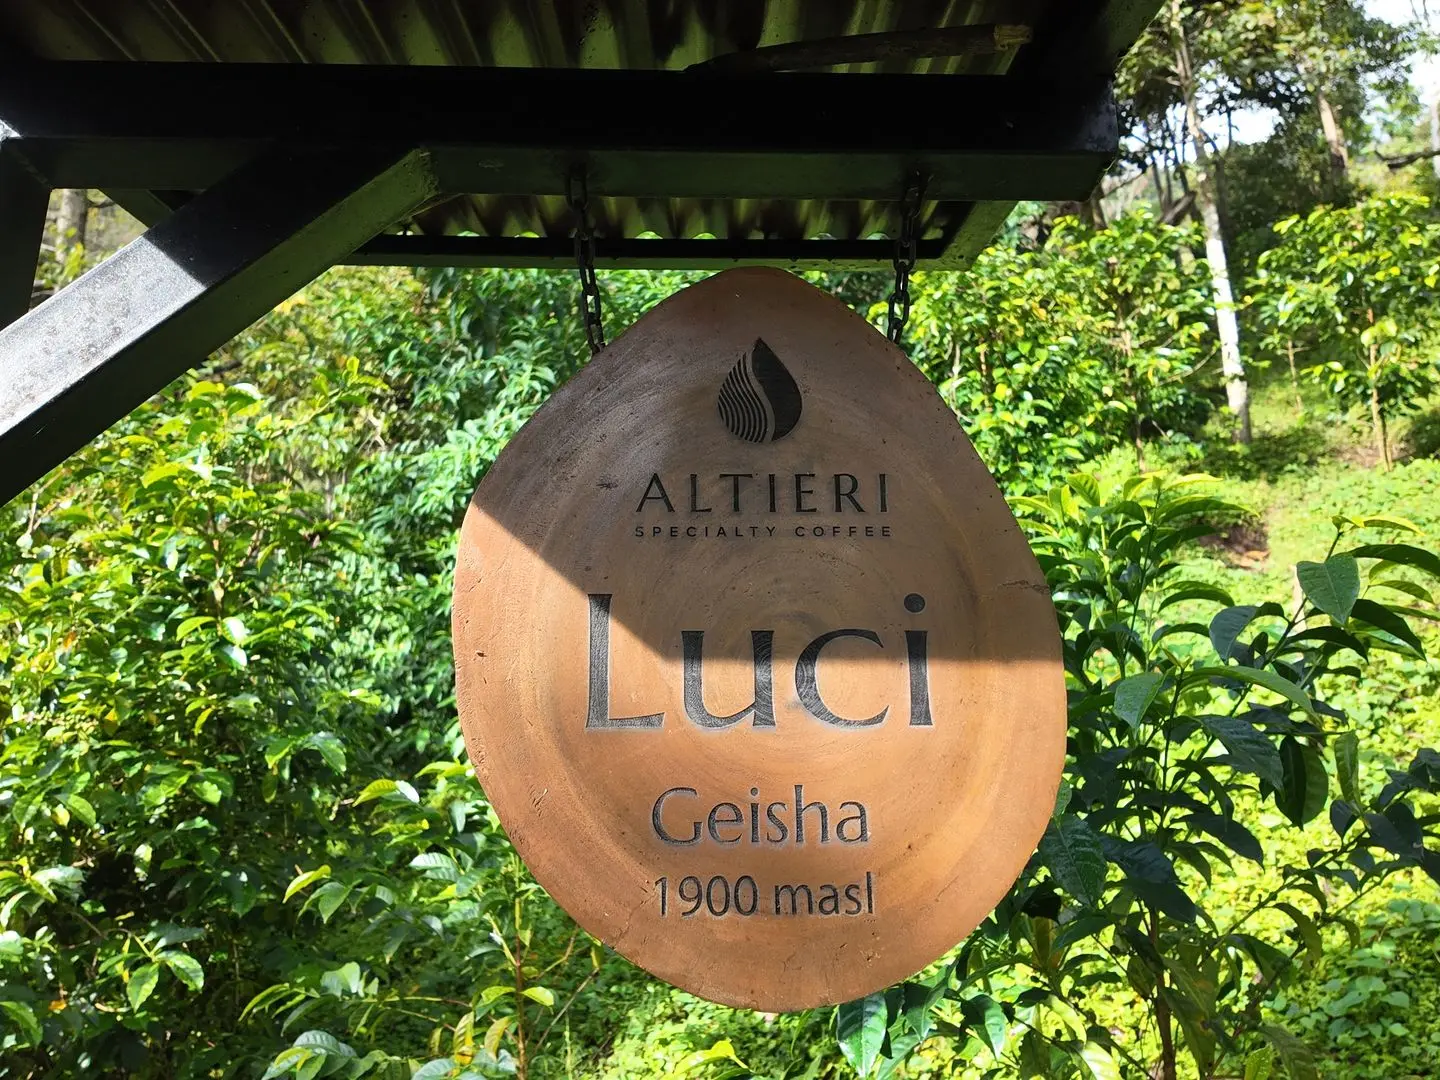 ALTIERI
SPECIALTY COFFEE
Luci
Geisha
1900 masl